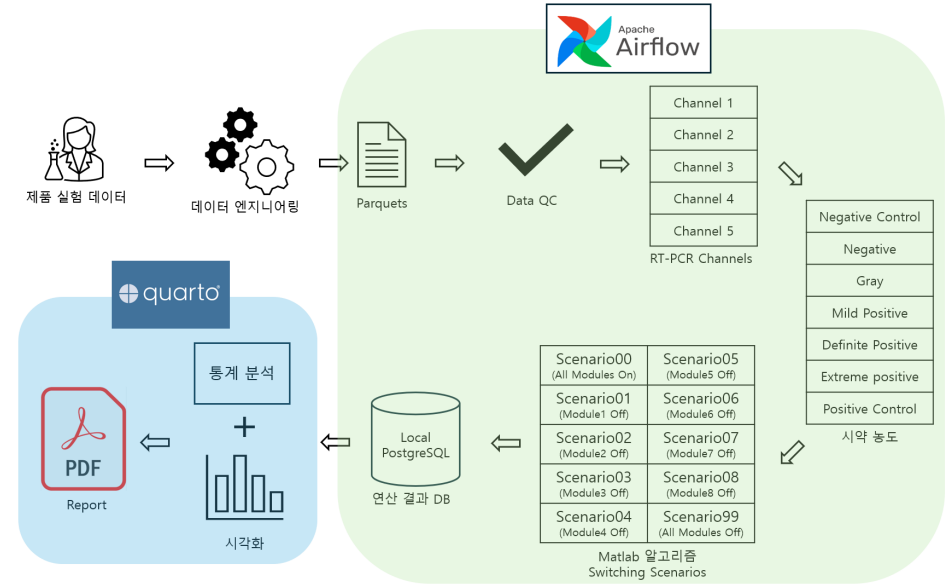 Apache
Airflow
제품 실험 데이터
데이터 엔지니어링
Parquets
Data QC
Channel 1
Channel 2
Channel 3
Channel 4
Channel 5
RT-PCR Channels
Negative Control
Negative
Gray
Mild Positive
Definite Positive
Extreme positive
Positive Control
시약 농도
Scenario00
(All Modules On)
Scenario05
(Module5 Off)
Scenario01
(Module1 Off)
Scenario06
(Module6 Off)
Scenario02
(Module2 Off)
Scenario07
(Module7 Off)
Scenario03
(Module3 Off)
Scenario08
(Module8 Off)
Scenario04
(Module4 Off)
Scenario99
(All Modules Off)
Matlab 알고리즘
Switching Scenarios
Local
PostgreSQL
연산 결과 DB
quarto
통계 분석
+
시각화
PDF
Report